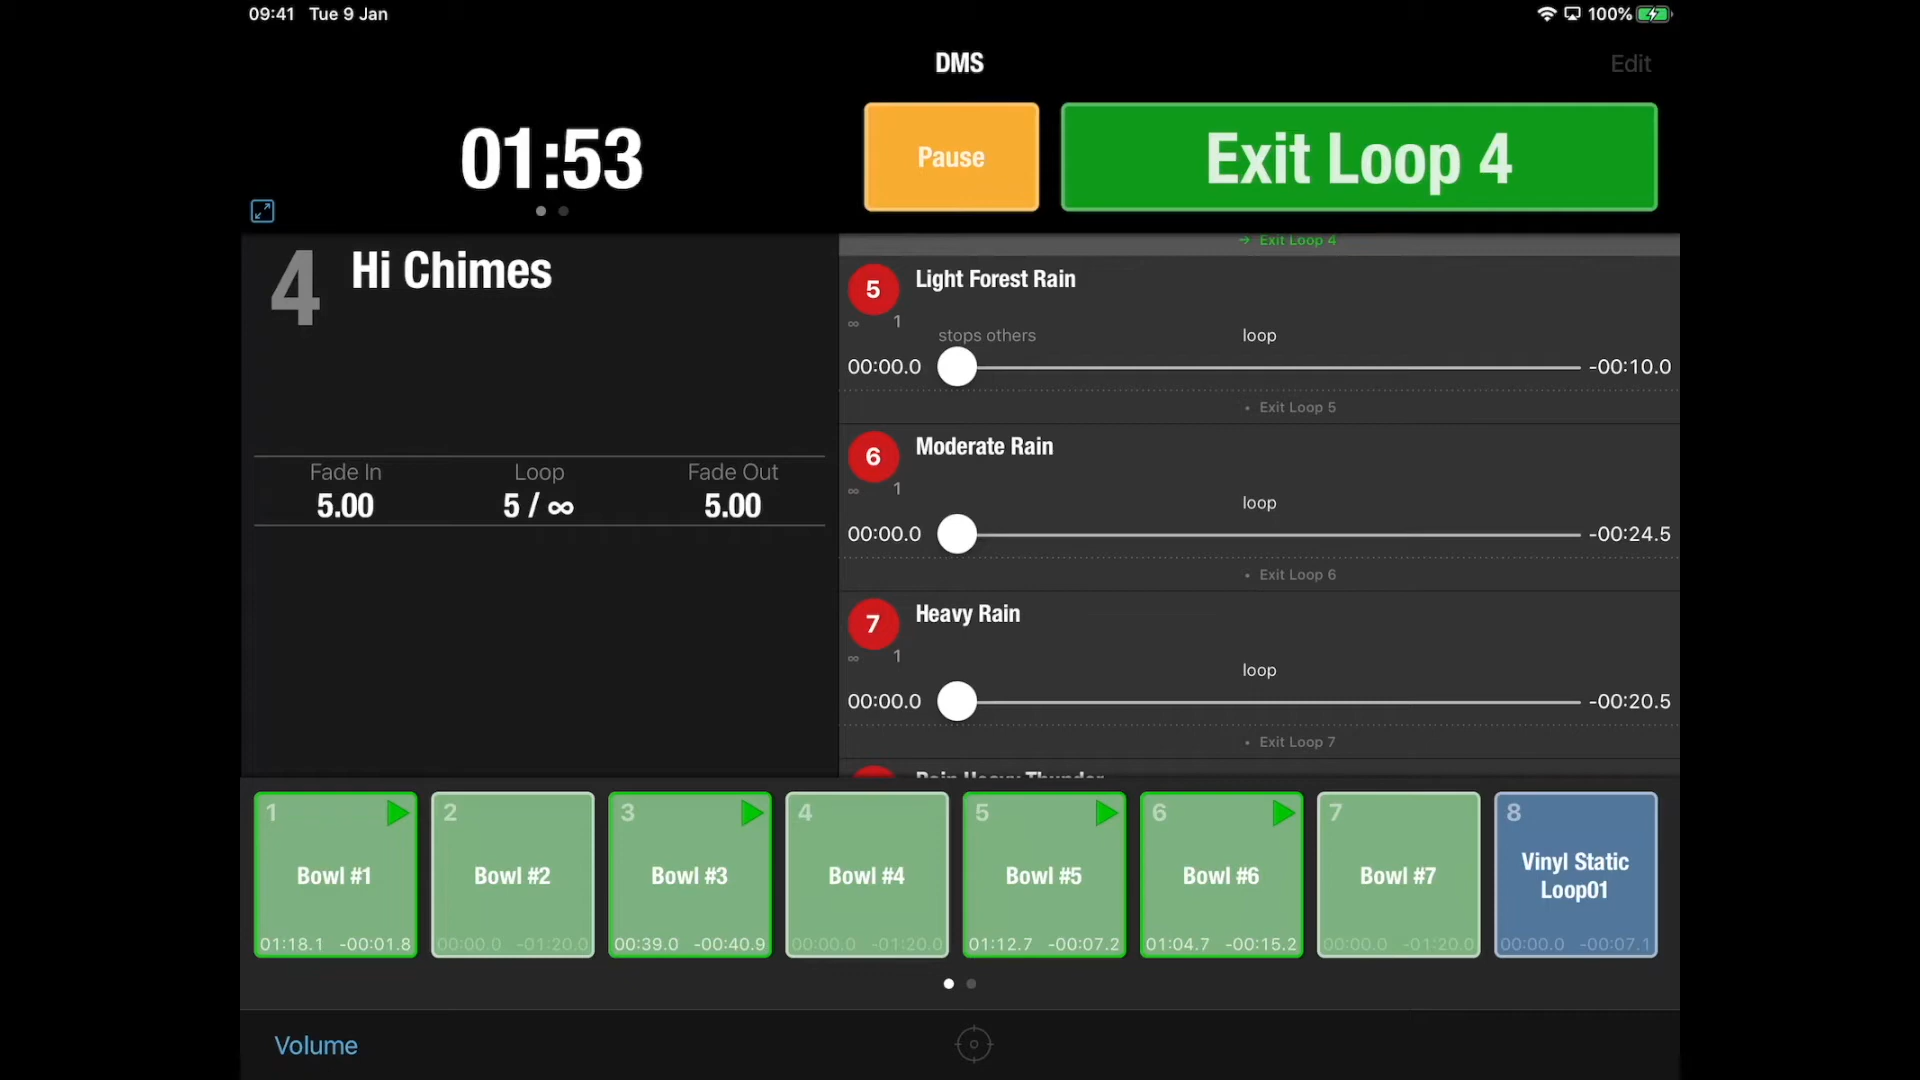 09:41 Tue 9 Jan
100%
DMS
Edit
01:53
Pause
Exit Loop 4
4
Hi Chimes
Fade In
Loop
Fade Out
5.00
5 / ∞
5.00
→ Exit Loop 4
5
Light Forest Rain
∞ 1
stops others
loop
00:00.0
-00:10.0
• Exit Loop 5
6
Moderate Rain
∞ 1
loop
00:00.0
-00:24.5
• Exit Loop 6
7
Heavy Rain
∞ 1
loop
00:00.0
-00:20.5
• Exit Loop 7
Rain Heavy Thunder
1
Bowl #1
01:18.1 -00:01.8
2
Bowl #2
00:00.0 -01:20.0
3
Bowl #3
00:39.0 -00:40.9
4
Bowl #4
00:00.0 -01:20.0
5
Bowl #5
01:12.7 -00:07.2
6
Bowl #6
01:04.7 -00:15.2
7
Bowl #7
00:00.0 -01:20.0
8
Vinyl Static
Loop01
00:00.0 -00:07.1
Volume